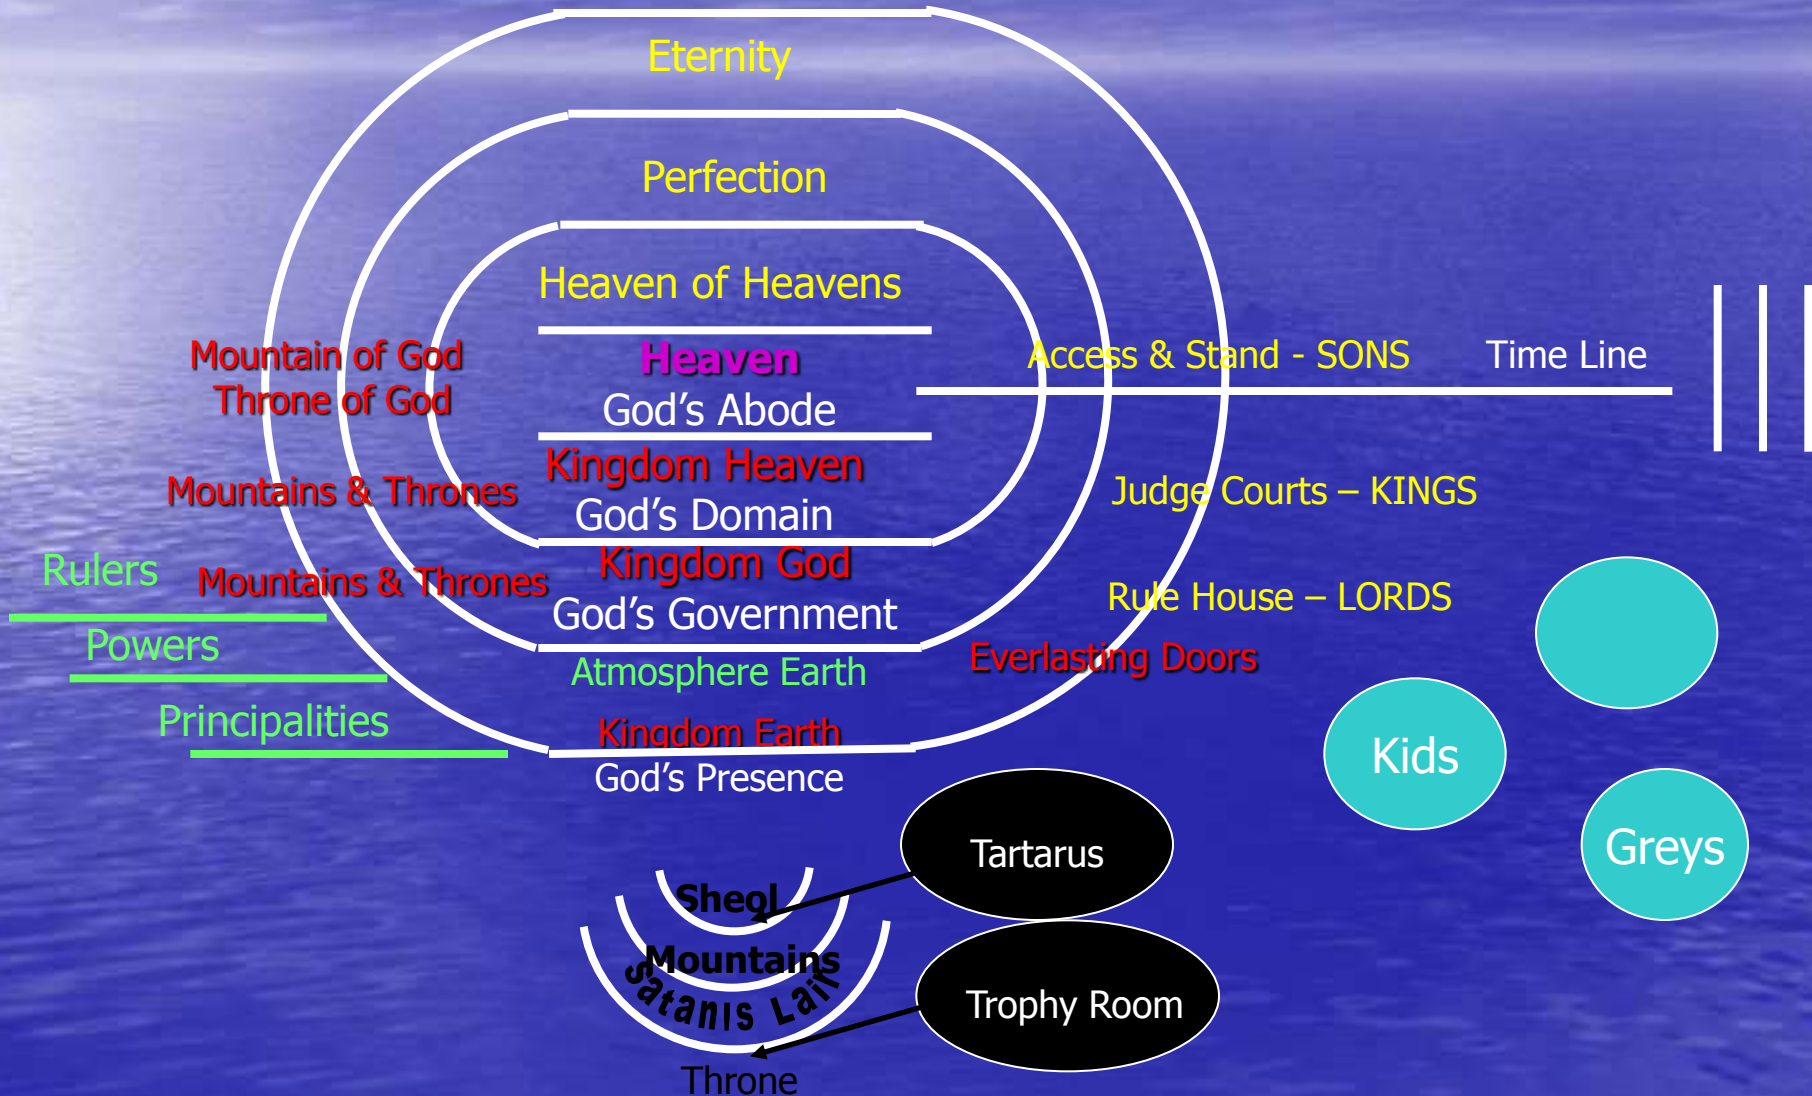 Eternity
Perfection
Heaven of Heavens
Heaven
God's Abode
Kingdom Heaven
God's Domain
Kingdom God
God's Government
Atmosphere Earth
Kingdom Earth
God's Presence
Mountain of God
Throne of God
Mountains & Thrones
Mountains & Thrones
Rulers
Powers
Principalities
Access & Stand - SONS
Time Line
Judge Courts – KINGS
Rule House – LORDS
Everlasting Doors
Kids
Greys
Tartarus
Trophy Room
Sheol
Mountains
Satanis Lair
Throne